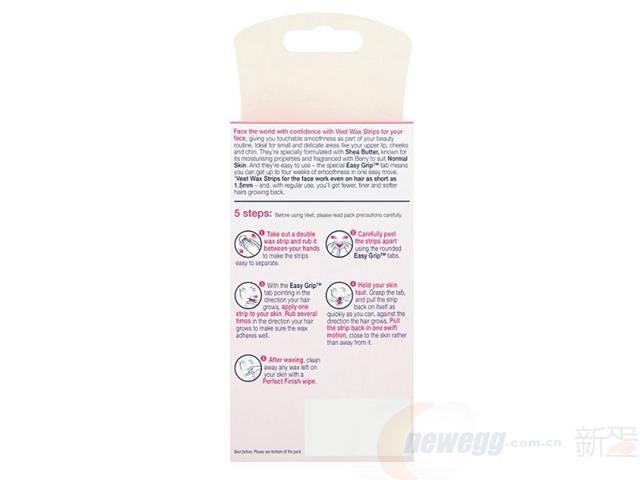 Face the world with confidence with Veet Wax Strips for your
face, giving you touchable smoothness as part of your beauty
routine. Ideal for small and delicate areas like your upper lip, cheeks
and chin. They're specially formulated with Shea Butter, known for
its moisturising properties and fragranced with Berry to suit Normal
Skin. And they're easy to use – the special Easy Grip™ tab means
you can get up to four weeks of smoothness in one easy move.
"Veet Wax Strips for the face work even on hair as short as
1.5mm – and, with regular use, you'll get fewer, finer and softer
hairs growing back.
5 steps: Before using Veet, please read pack precautions carefully.
1 Take out a double
wax strip and rub it
between your hands
to make the strips
easy to separate.
2 Carefully peel
the strips apart
using the rounded
Easy Grip™ tabs.
3 With the Easy Grip™
tab pointing in the
direction your hair
grows, apply one
strip to your skin. Rub several
times in the direction your hair
grows to make sure the wax
adheres well.
4 Hold your skin
taut. Grasp the tab,
and pull the strip
back on itself as
quickly as you can, against the
direction the hair grows. Pull
the strip back in one swift
motion, close to the skin rather
than away from it.
5 After waxing, clean
away any wax left on
your skin with a
Perfect Finish wipe.
Best before: Please see bottom of the pack
newegg.com.cn 新蛋